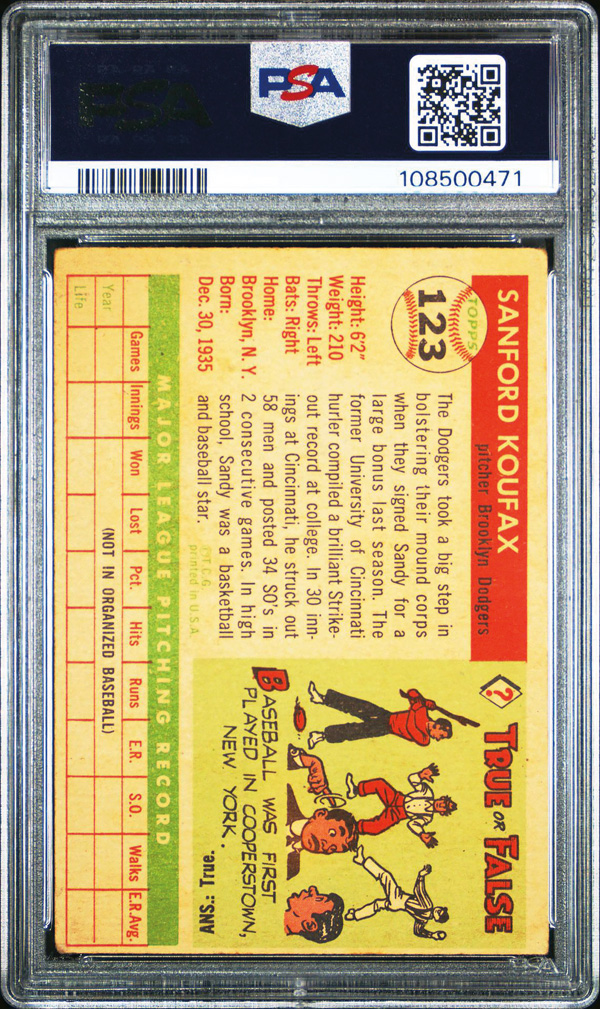 PSA
PSA
108500471
SANFORD KOUFAX
pitcher Brooklyn Dodgers
TOPPS
123
Height: 6'2"
Weight: 210
Throws: Left
Bats: Right
Home:
Brooklyn, N. Y.
Born:
Dec. 30, 1935
The Dodgers took a big step in
bolstering their mound corps
when they signed Sandy for a
large bonus last season. The
former University of Cincinnati
hurler compiled a brilliant Strike-
out record at college. In 30 inn-
ings at Cincinnati, he struck out
58 men and posted 34 SO's in
2 consecutive games. In high
school, Sandy was a basketball
and baseball star.
© T. C. G.
printed in U.S.A.
?
TRUE OR FALSE
BASEBALL WAS FIRST
PLAYED IN COOPERSTOWN,
NEW YORK.
ANS.: True.
MAJOR LEAGUE PITCHING RECORD
Games Innings Won Lost Pct. Hits Runs E.R. S.O. Walks E.R.Avg.
Year
(NOT IN ORGANIZED BASEBALL)
Life
PSA